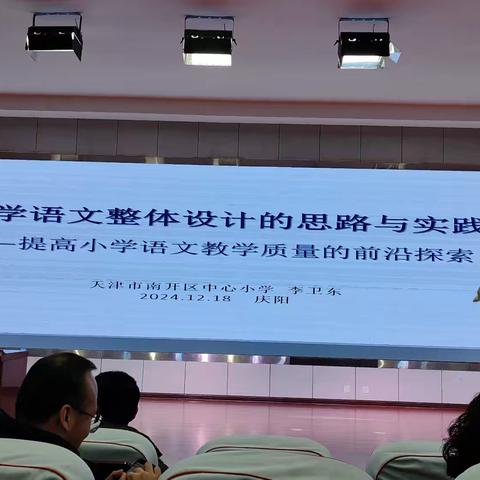 学语文整体设计的思路与实践
—提高小学语文教学质量的前沿探索
天津市南开区中心小学 李卫东
2024.12.18 庆阳